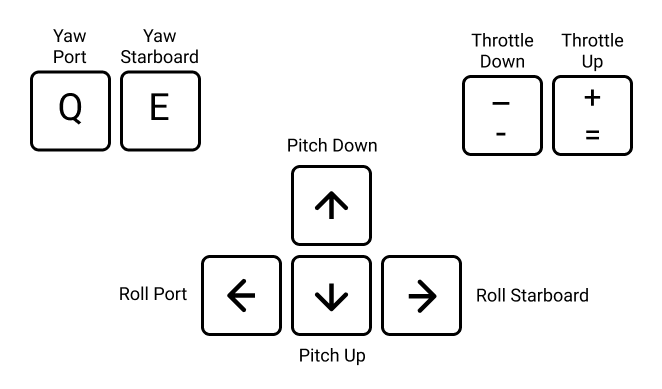 Yaw
Port
Yaw
Starboard
Throttle
Down
Throttle
Up
Q
E
–
-
+
=
Pitch Down
↑
Roll Port
←
↓
→
Roll Starboard
Pitch Up